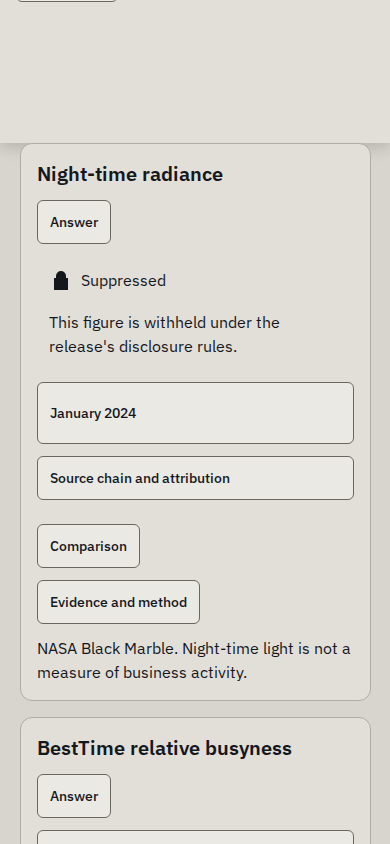 Night-time radiance
Answer
Suppressed
This figure is withheld under the
release's disclosure rules.
January 2024
Source chain and attribution
Comparison
Evidence and method
NASA Black Marble. Night-time light is not a
measure of business activity.
BestTime relative busyness
Answer